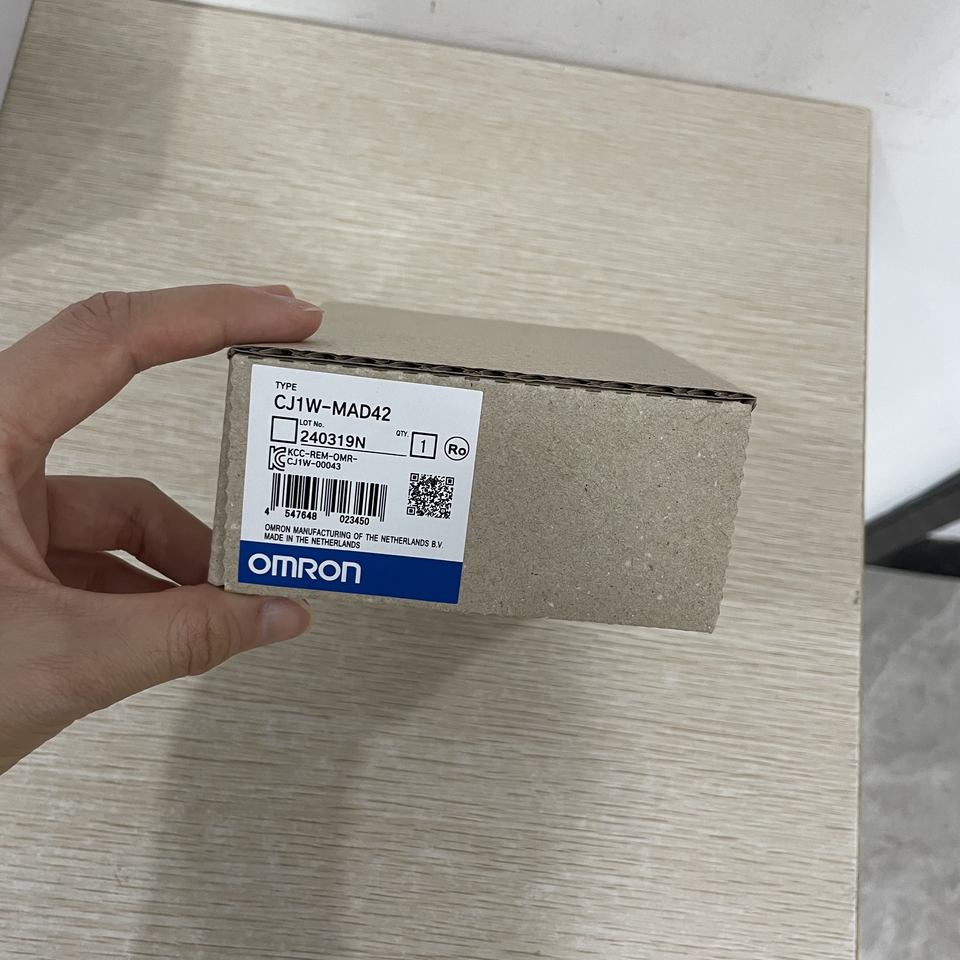 TYPE
CJ1W-MAD42
LOT No.
240319N
QTY.
1
Ro
KCC-REM-OMR-
CJ1W-00043
4 547648 023450
OMRON MANUFACTURING OF THE NETHERLANDS B.V.
MADE IN THE NETHERLANDS
OMRON